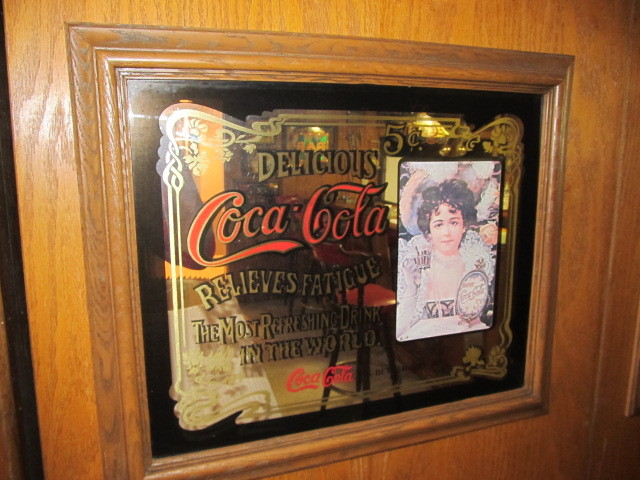 5¢
DELICIOUS
Coca-Cola
RELIEVES FATIGUE
THE MOST REFRESHING DRINK
IN THE WORLD.
Coca-Cola